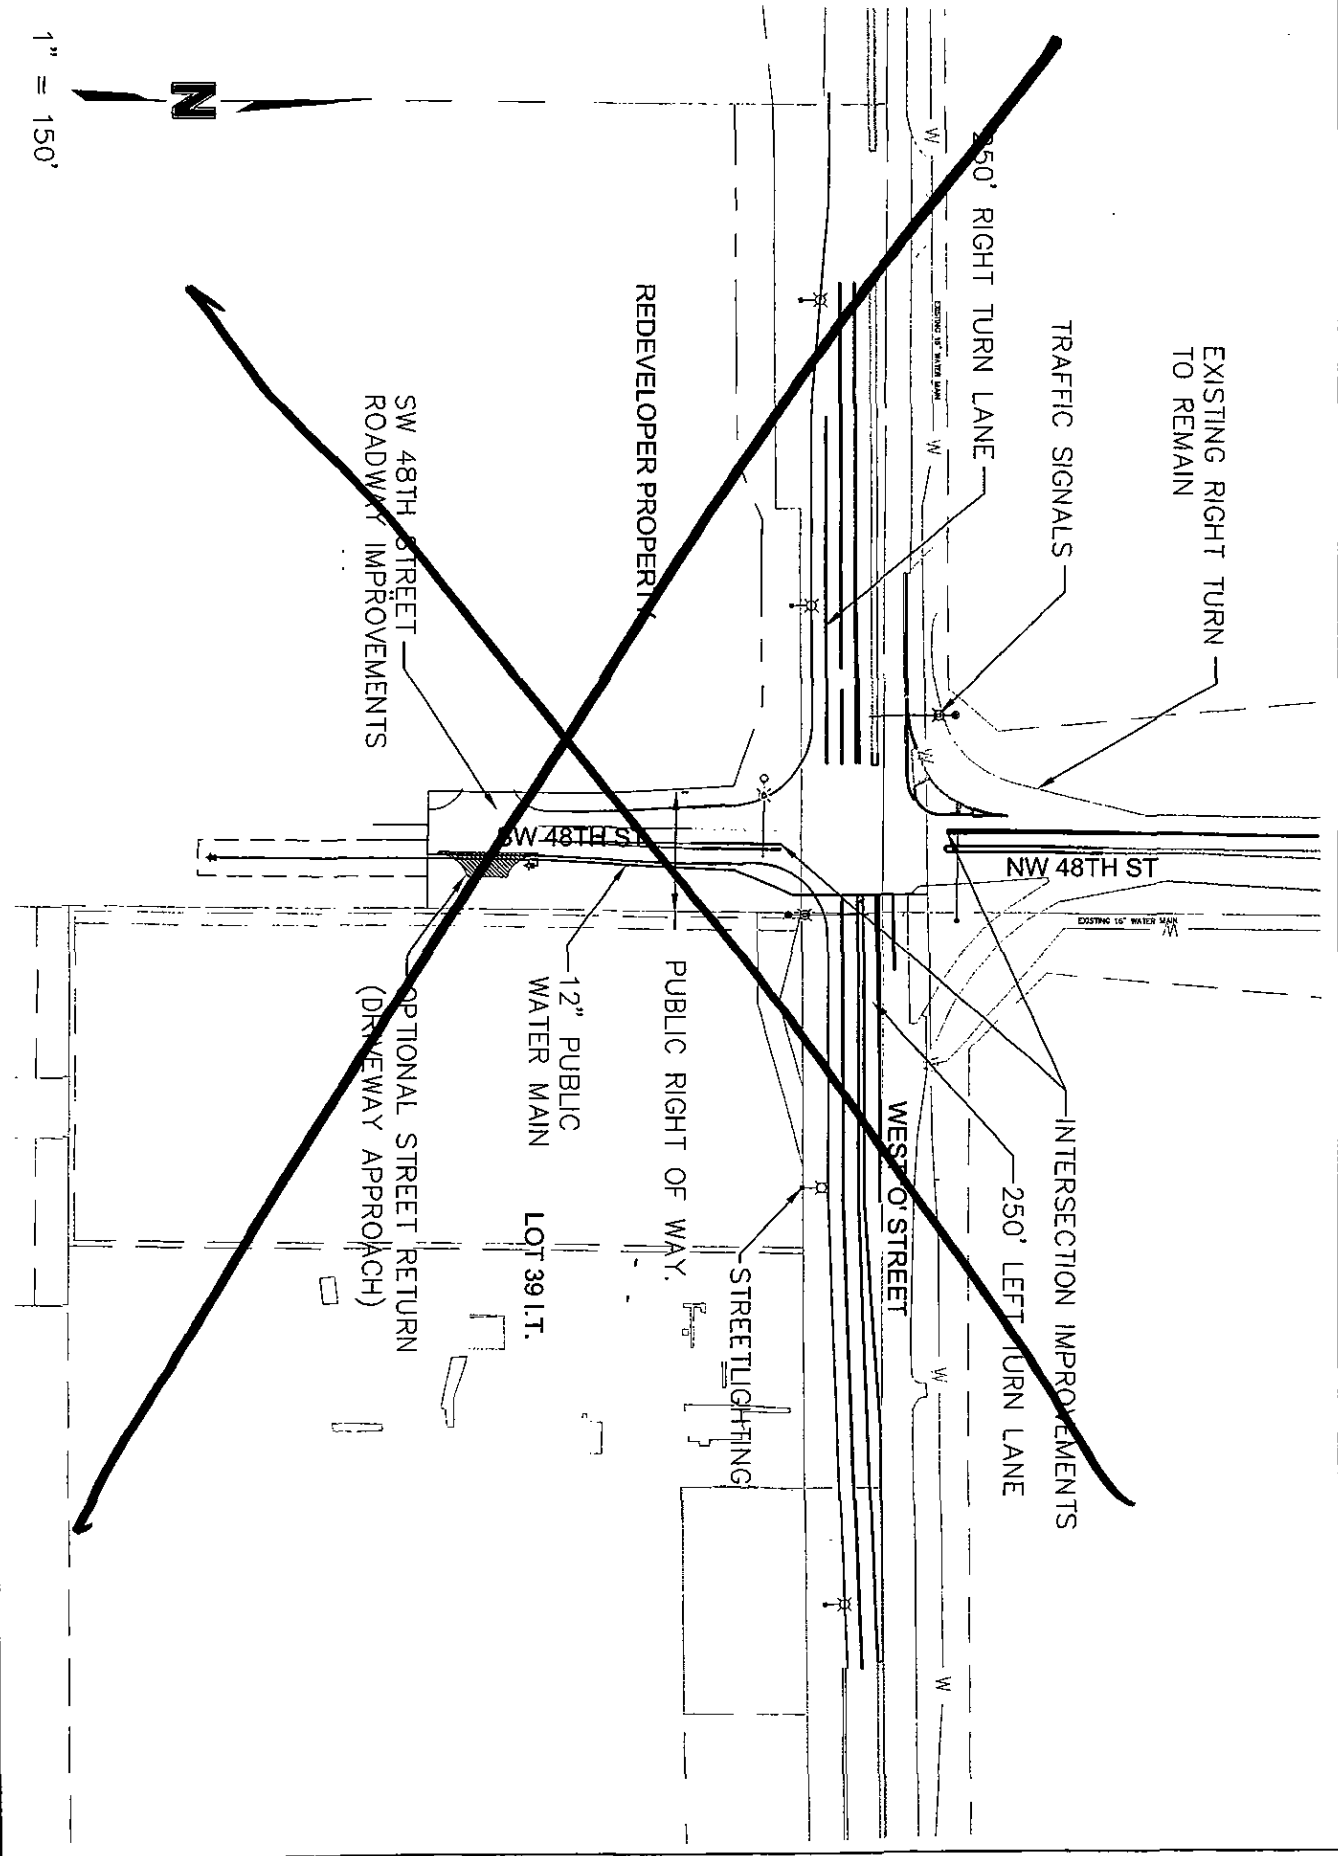 EXISTING RIGHT TURN
TO REMAIN
TRAFFIC SIGNALS
250' RIGHT TURN LANE
W
EXISTING 16" WATER MAIN
W
W
REDEVELOPER PROPERTY
SW 48TH STREET
ROADWAY IMPROVEMENTS
N
1" = 150'
NW 48TH ST
SW 48TH ST
EXISTING 16" WATER MAIN
W
INTERSECTION IMPROVEMENTS
250' LEFT TURN LANE
WEST 'O' STREET
W
W
STREETLIGHTING
PUBLIC RIGHT OF WAY.
12" PUBLIC
WATER MAIN
LOT 39 I.T.
OPTIONAL STREET RETURN
(DRIVEWAY APPROACH)